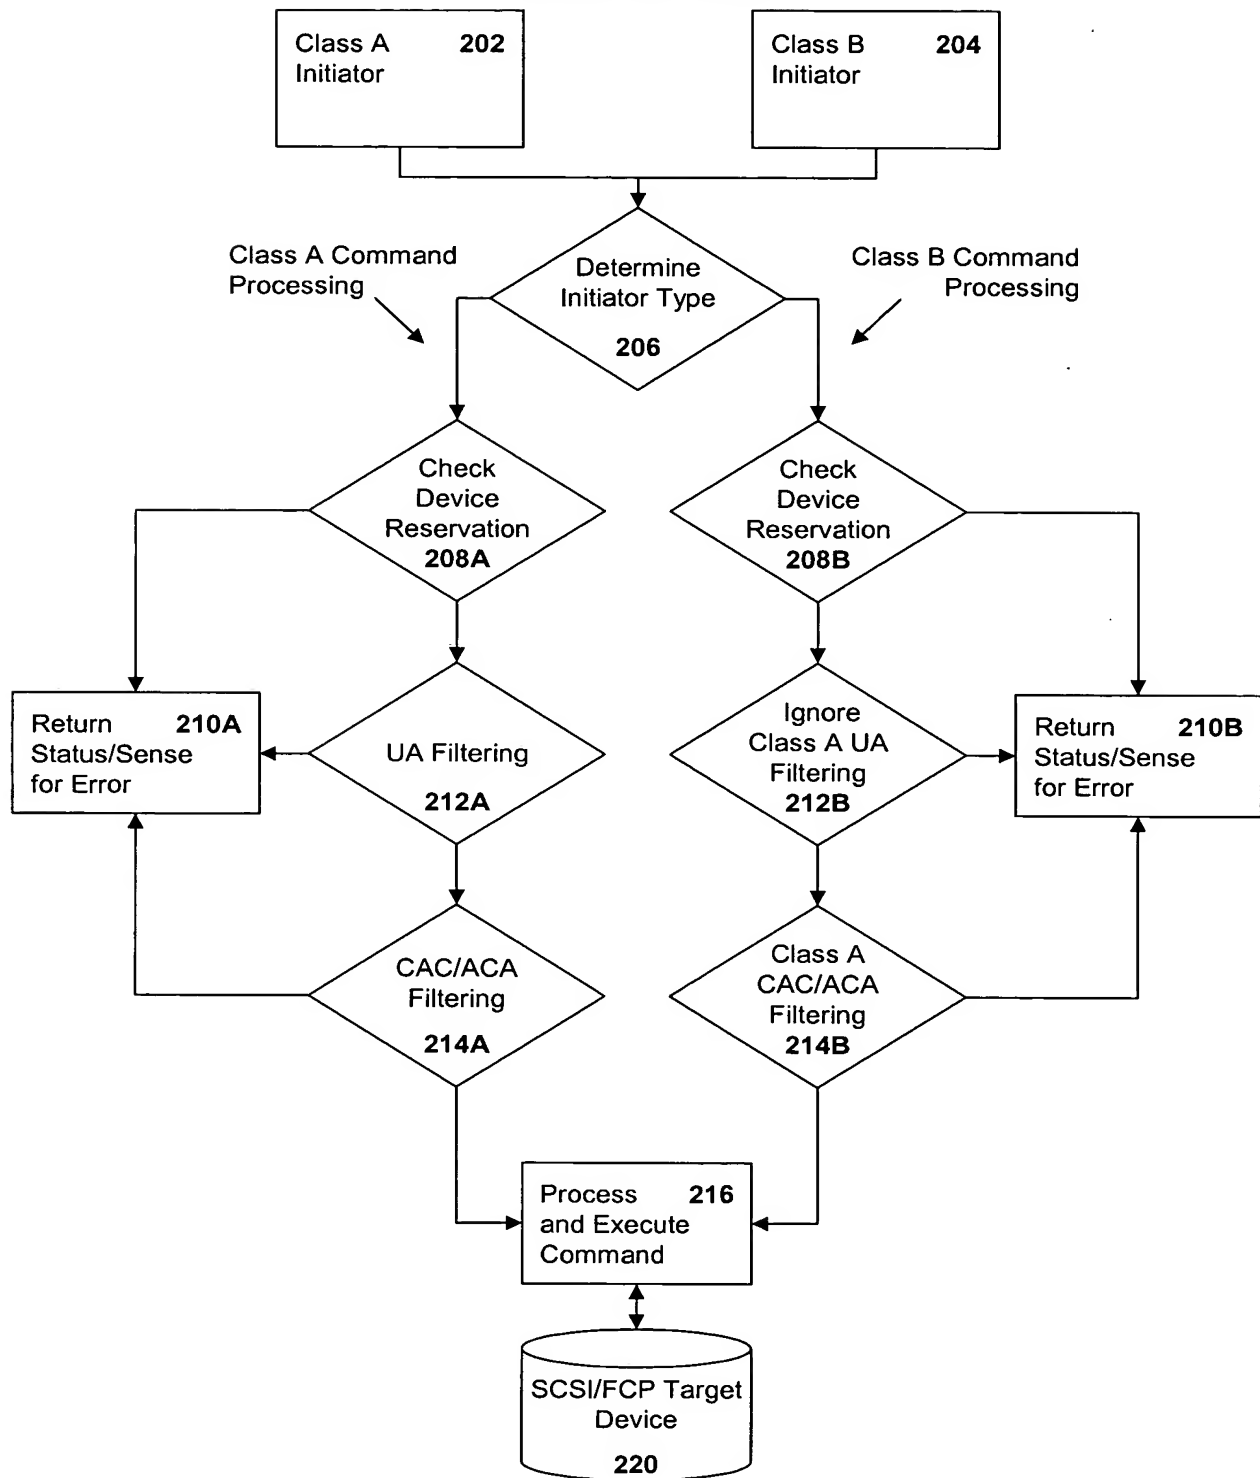 Class A 202
Initiator
Class B 204
Initiator
Class A Command
Processing
Determine
Initiator Type
206
Class B Command
Processing
Check
Device
Reservation
208A
Check
Device
Reservation
208B
Return 210A
Status/Sense
for Error
UA Filtering
212A
Ignore
Class A UA
Filtering
212B
Return 210B
Status/Sense
for Error
CAC/ACA
Filtering
214A
Class A
CAC/ACA
Filtering
214B
Process 216
and Execute
Command
SCSI/FCP Target
Device
220